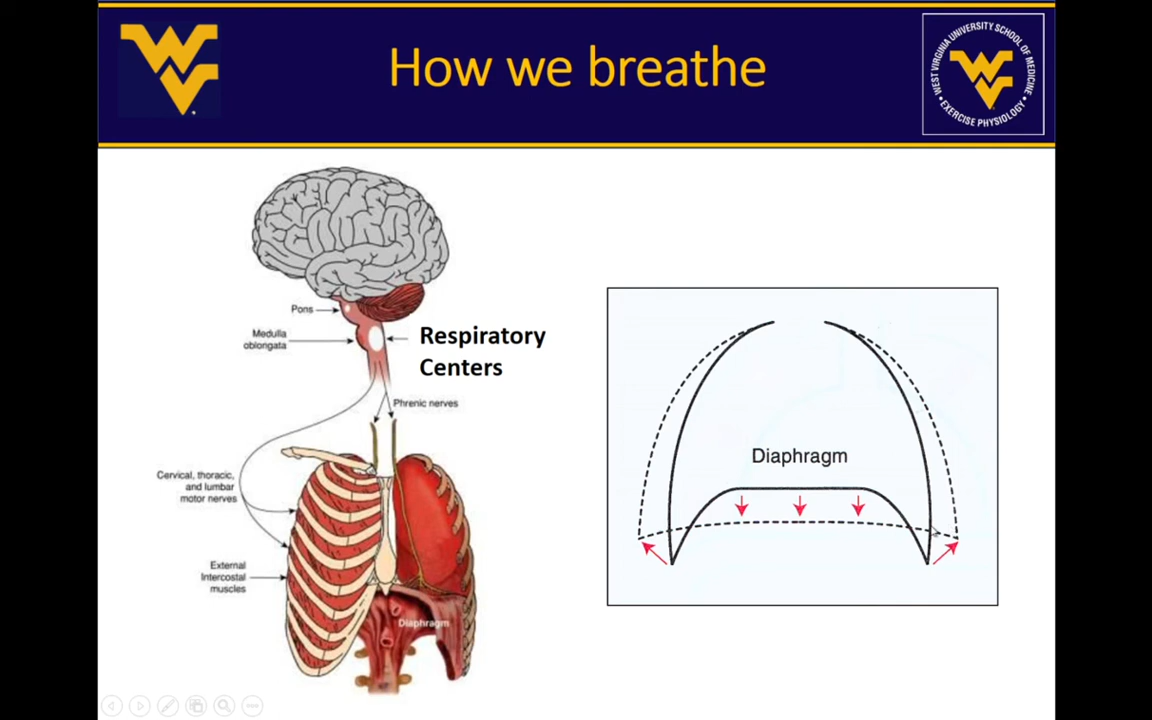 How we breathe
WEST VIRGINIA UNIVERSITY SCHOOL OF MEDICINE
• EXERCISE PHYSIOLOGY •
Pons
Medulla
oblongata
Respiratory
Centers
Phrenic nerves
Cervical, thoracic,
and lumbar
motor nerves
External
Intercostal
muscles
Diaphragm
Diaphragm